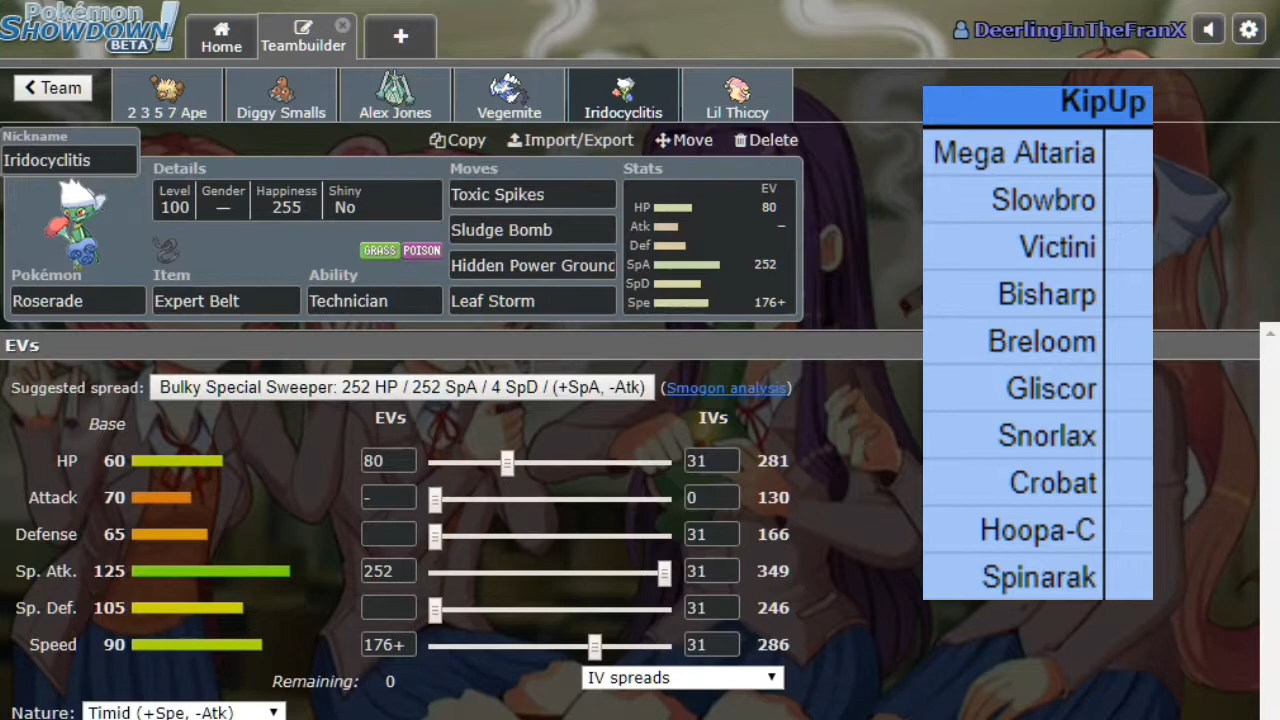 Pokémon
SHOWDOWN!
BETA
Home
Teambuilder
+
DeerlingInTheFranX
Team
2 3 5 7 Ape
Diggy Smalls
Alex Jones
Vegemite
Iridocyclitis
Lil Thiccy
Copy Import/Export Move Delete
Nickname
Iridocyclitis
Details
Level Gender Happiness Shiny
100 — 255 No
GRASS POISON
Pokémon Item Ability
Roserade Expert Belt Technician
Moves
Toxic Spikes
Sludge Bomb
Hidden Power Ground
Leaf Storm
Stats
EV
HP 80
Atk –
Def
SpA 252
SpD
Spe 176+
KipUp
Mega Altaria
Slowbro
Victini
Bisharp
Breloom
Gliscor
Snorlax
Crobat
Hoopa-C
Spinarak
EVs
Suggested spread: Bulky Special Sweeper: 252 HP / 252 SpA / 4 SpD / (+SpA, -Atk) (Smogon analysis)
Base EVs IVs
HP 60 80 31 281
Attack 70 - 0 130
Defense 65 31 166
Sp. Atk. 125 252 31 349
Sp. Def. 105 31 246
Speed 90 176+ 31 286
Remaining: 0 IV spreads
Nature: Timid (+Spe, -Atk)